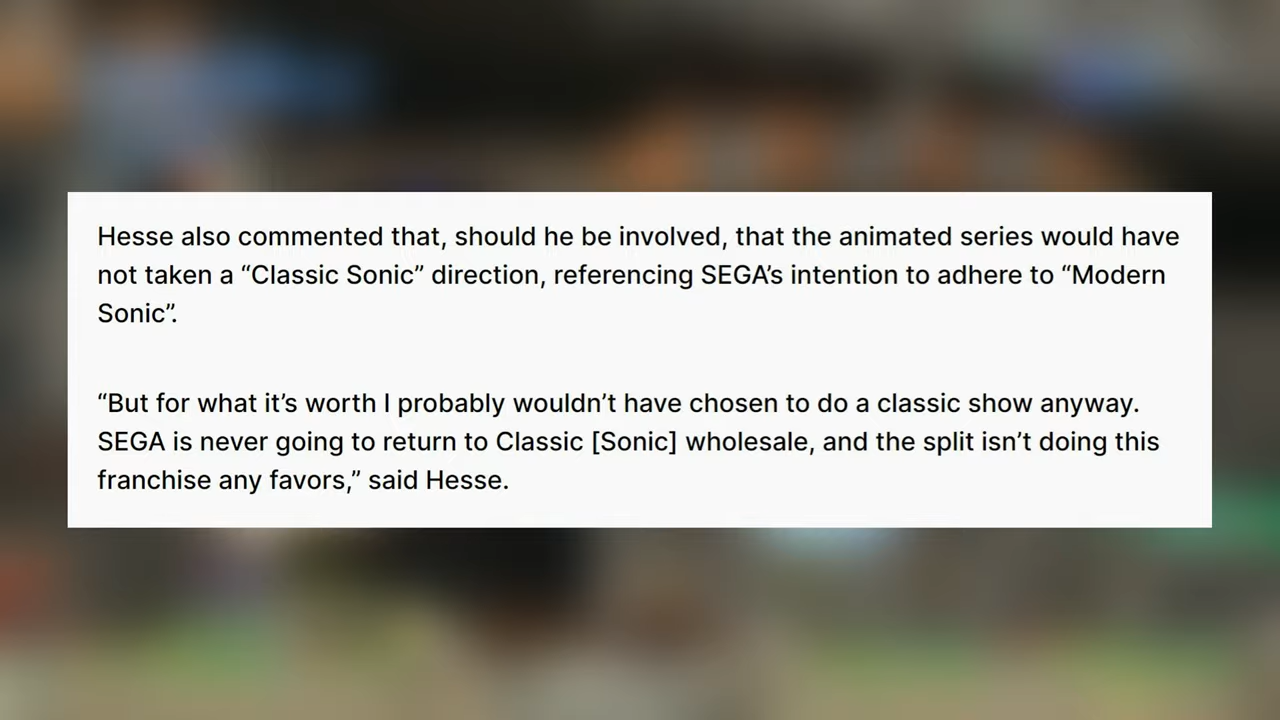 Hesse also commented that, should he be involved, that the animated series would have
not taken a “Classic Sonic” direction, referencing SEGA’s intention to adhere to “Modern
Sonic”.
“But for what it’s worth I probably wouldn’t have chosen to do a classic show anyway.
SEGA is never going to return to Classic [Sonic] wholesale, and the split isn’t doing this
franchise any favors,” said Hesse.